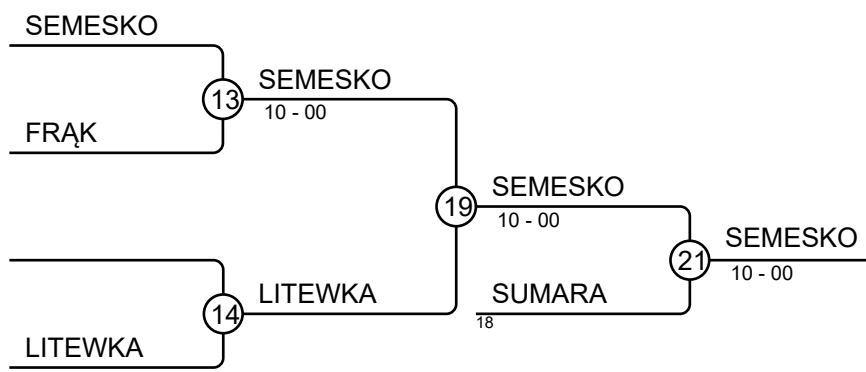 SEMESKO
13
SEMESKO
10 - 00
FRĄK
19
SEMESKO
10 - 00
21
SEMESKO
10 - 00
14
LITEWKA
SUMARA
18
LITEWKA